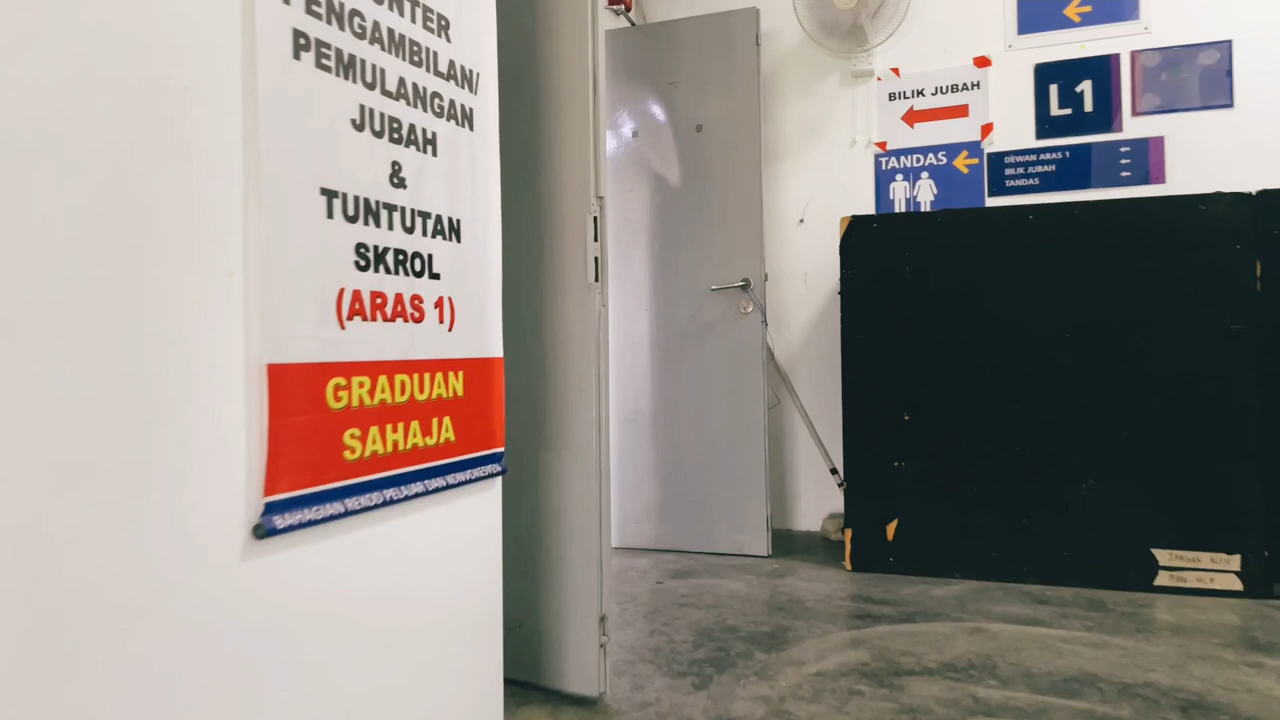 PENGAMBILAN/
PEMULANGAN
JUBAH
&
TUNTUTAN
SKROL
(ARAS 1)
GRADUAN
SAHAJA
BAHAGIAN REKOD PELAJAR DAN KONVOKESYEN
BILIK JUBAH
TANDAS
L1
DEWAN ARAS 1
BILIK JUBAH
TANDAS
JANGAN